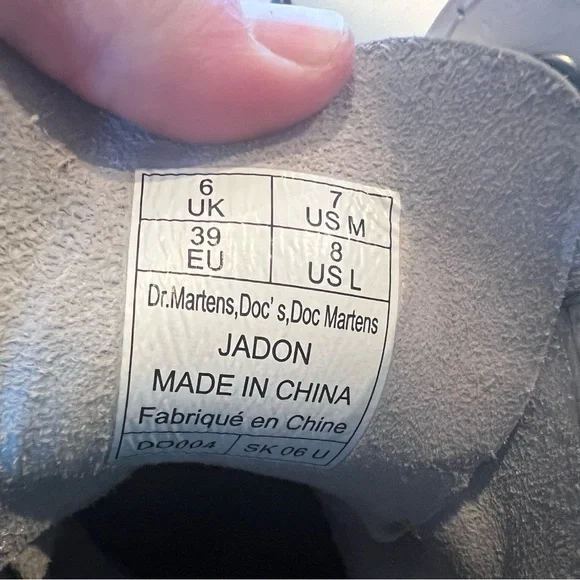 6 UK
7 US M
39 EU
8 US L
Dr.Martens,Doc's,Doc Martens
JADON
MADE IN CHINA
Fabriqué en Chine
DO004 SK 06 U